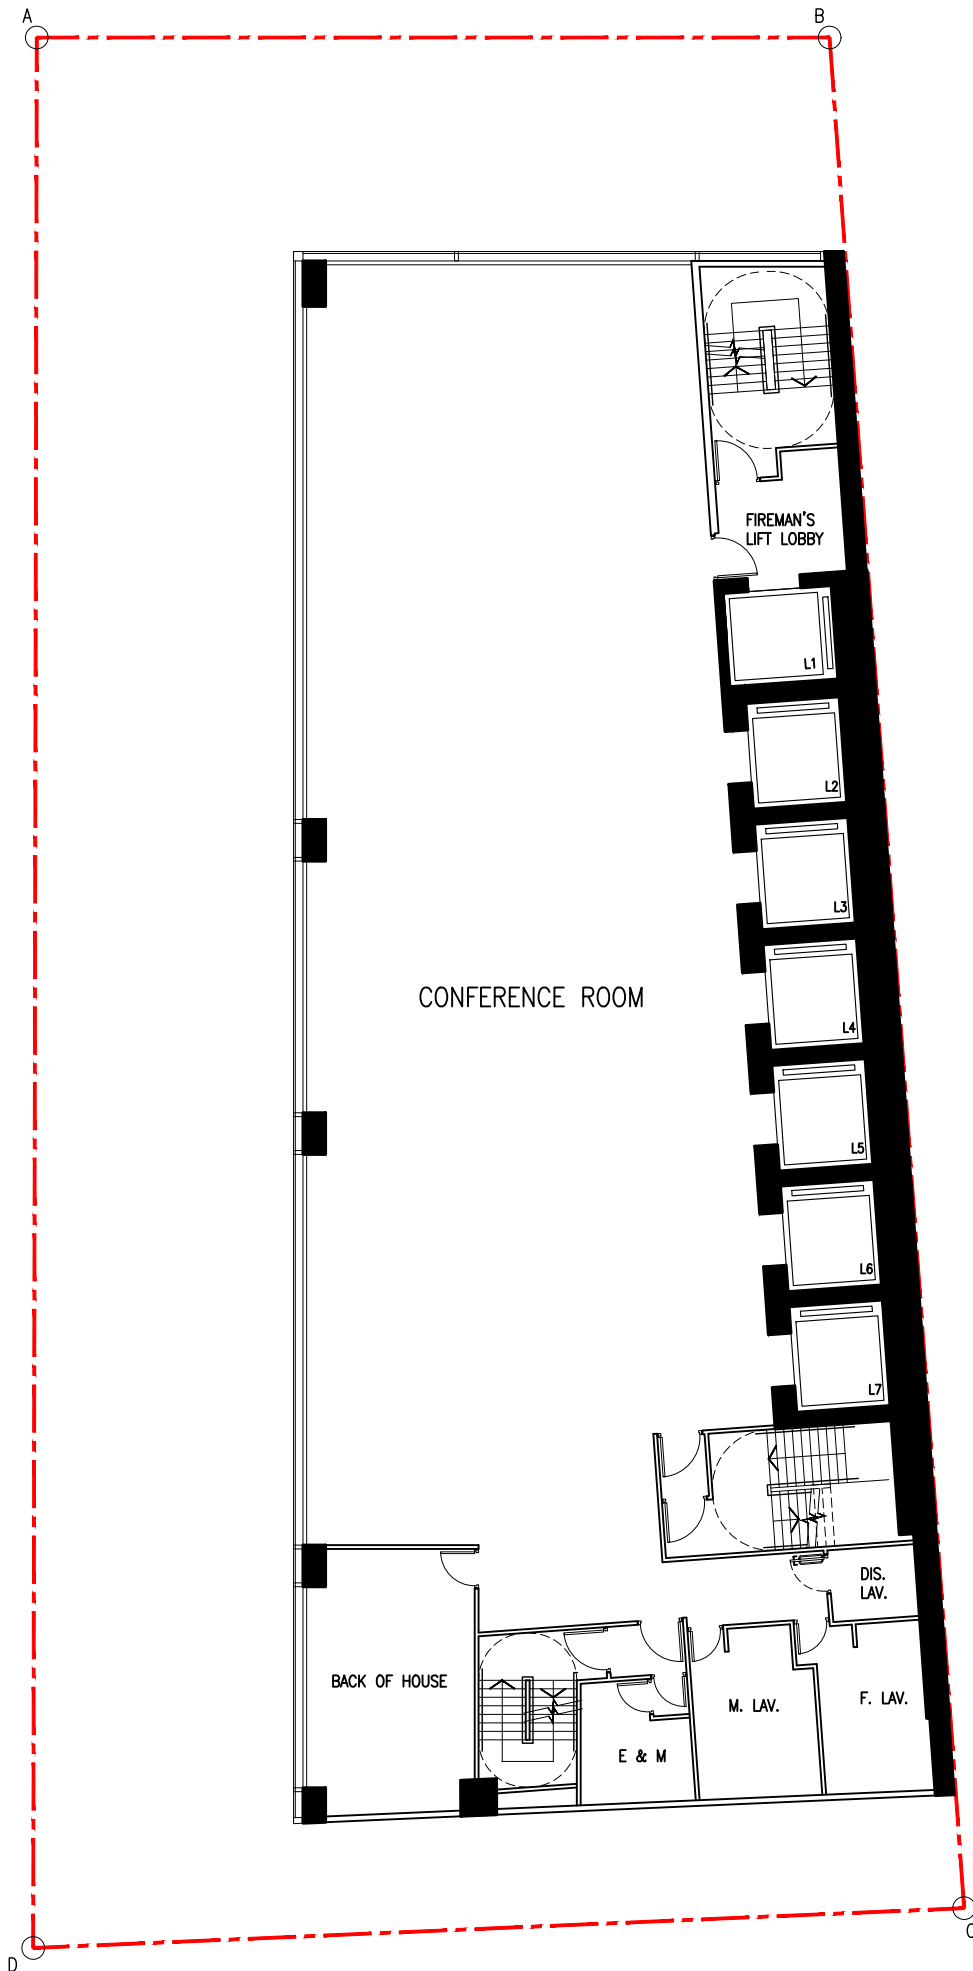 A
B
FIREMAN'S
LIFT LOBBY
L1
L2
L3
CONFERENCE ROOM
L4
L5
L6
L7
DIS.
LAV.
BACK OF HOUSE
M. LAV.
F. LAV.
E & M
C
D